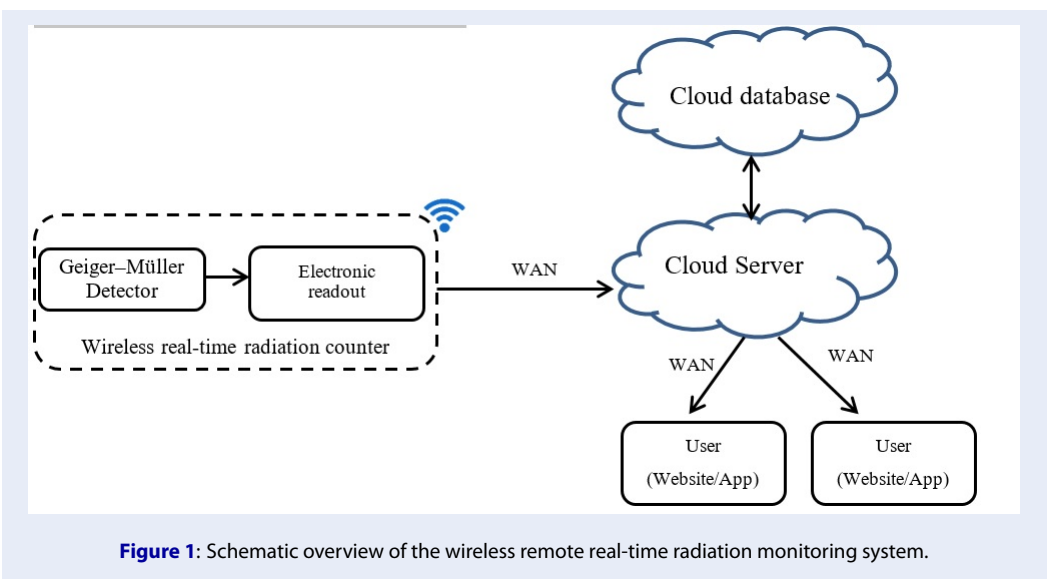 Cloud database
Geiger–Müller
Detector
Electronic
readout
Wireless real-time radiation counter
WAN
Cloud Server
WAN
WAN
User
(Website/App)
User
(Website/App)
Figure 1: Schematic overview of the wireless remote real-time radiation monitoring system.